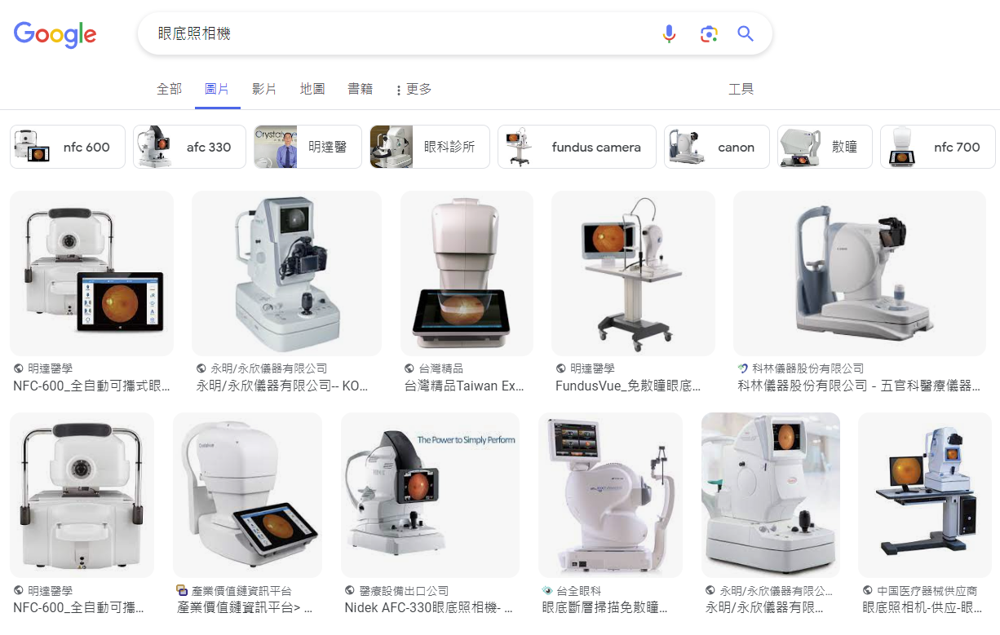 Google
眼底照相機
全部
圖片
影片
地圖
書籍
更多
工具
nfc 600
afc 330
Crystalvue
明達醫
眼科診所
fundus camera
canon
散瞳
nfc 700
明達醫學
NFC-600_全自動可攜式眼...
永明/永欣儀器有限公司
永明/永欣儀器有限公司-- KO...
台灣精品
台灣精品Taiwan Ex...
明達醫學
FundusVue_免散瞳眼底...
科林儀器股份有限公司
科林儀器股份有限公司 - 五官科醫療儀器...
The Power to Simply Perform
明達醫學
NFC-600_全自動可攜...
產業價值鏈資訊平台
產業價值鏈資訊平台> ...
醫療設備出口公司
Nidek AFC-330眼底照相機- ...
台全眼科
眼底斷層掃描免散瞳...
永明/永欣儀器有限公...
永明/永欣儀器有限...
中国医疗器械供应商
眼底照相机-供应-眼...